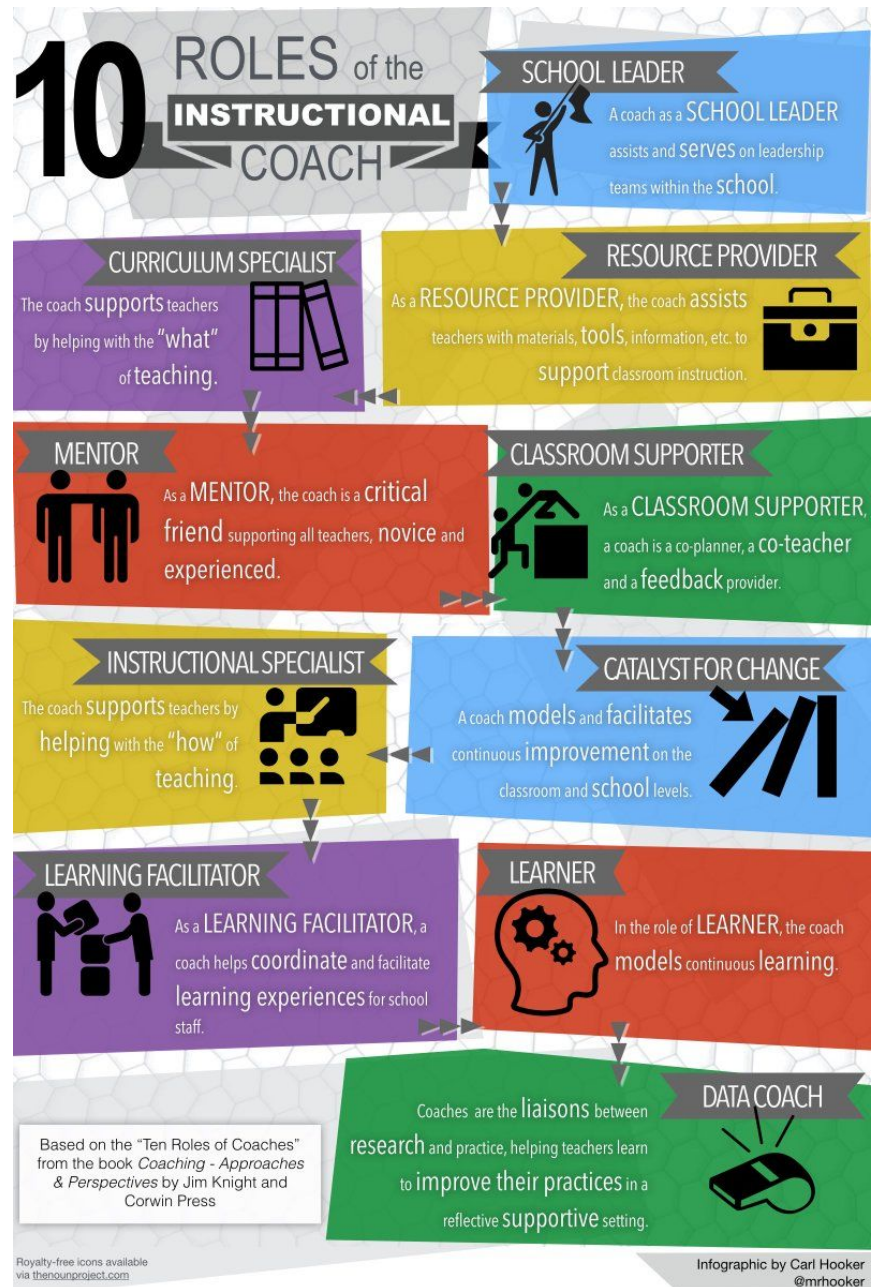 10
ROLES of the
INSTRUCTIONAL
COACH
SCHOOL LEADER
A coach as a SCHOOL LEADER
assists and serves on leadership
teams within the school.
RESOURCE PROVIDER
As a RESOURCE PROVIDER, the coach assists
teachers with materials, tools, information, etc. to
support classroom instruction.
CURRICULUM SPECIALIST
The coach supports teachers
by helping with the "what"
of teaching.
MENTOR
As a MENTOR, the coach is a critical
friend supporting all teachers, novice and
experienced.
CLASSROOM SUPPORTER
As a CLASSROOM SUPPORTER,
a coach is a co-planner, a co-teacher
and a feedback provider.
CATALYST FOR CHANGE
A coach models and facilitates
continuous improvement on the
classroom and school levels.
INSTRUCTIONAL SPECIALIST
The coach supports teachers by
helping with the "how" of
teaching.
LEARNING FACILITATOR
As a LEARNING FACILITATOR, a
coach helps coordinate and facilitate
learning experiences for school
staff.
LEARNER
In the role of LEARNER, the coach
models continuous learning.
DATA COACH
Coaches are the liaisons between
research and practice, helping teachers learn
to improve their practices in a
reflective supportive setting.
Based on the "Ten Roles of Coaches"
from the book Coaching - Approaches
& Perspectives by Jim Knight and
Corwin Press
Royalty-free icons available
via thenounproject.com
Infographic by Carl Hooker
@mrhooker